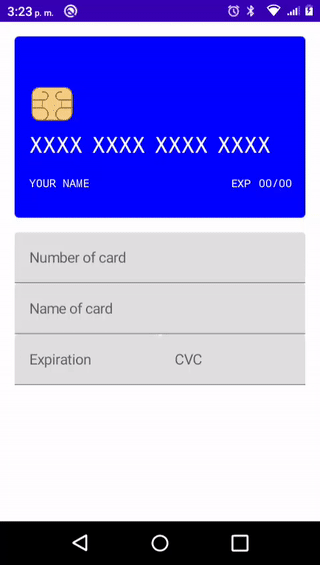 3:23 p. m.
XXXX XXXX XXXX XXXX
YOUR NAME EXP 00/00
Number of card
Name of card
Expiration CVC